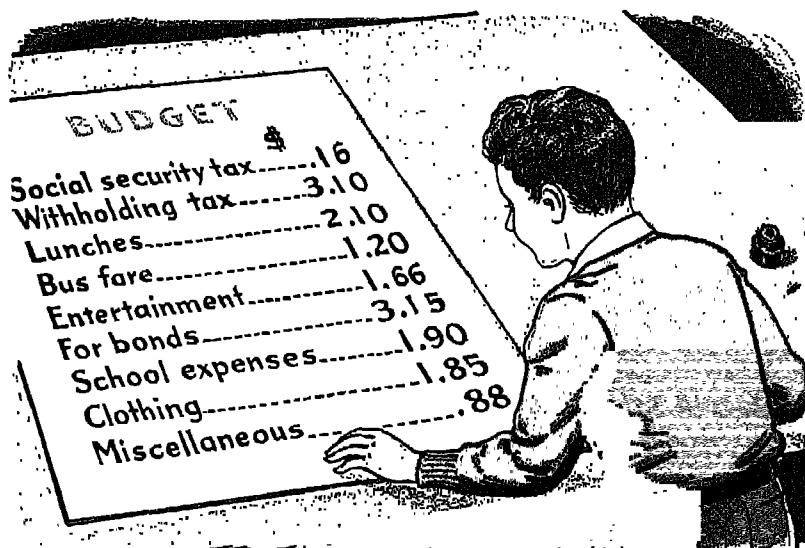 BUDGET
$
Social security tax......16
Withholding tax......3.10
Lunches......2.10
Bus fare......1.20
Entertainment......1.66
For bonds......3.15
School expenses......1.90
Clothing......1.85
Miscellaneous.......88